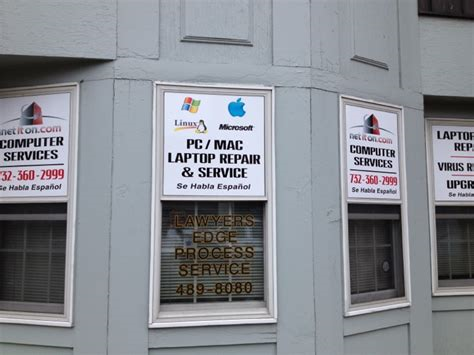 netiton.com
COMPUTER
SERVICES
732-360-2999
Se Habla Español
Linux
Microsoft
PC / MAC
LAPTOP REPAIR
& SERVICE
Se Habla Español
LAWYERS
EDGE
PROCESS
SERVICE
489-8080
netiton.com
COMPUTER
SERVICES
732-360-2999
Se Habla Español
LAPTOP
VIRUS
UPGR
Se Habla